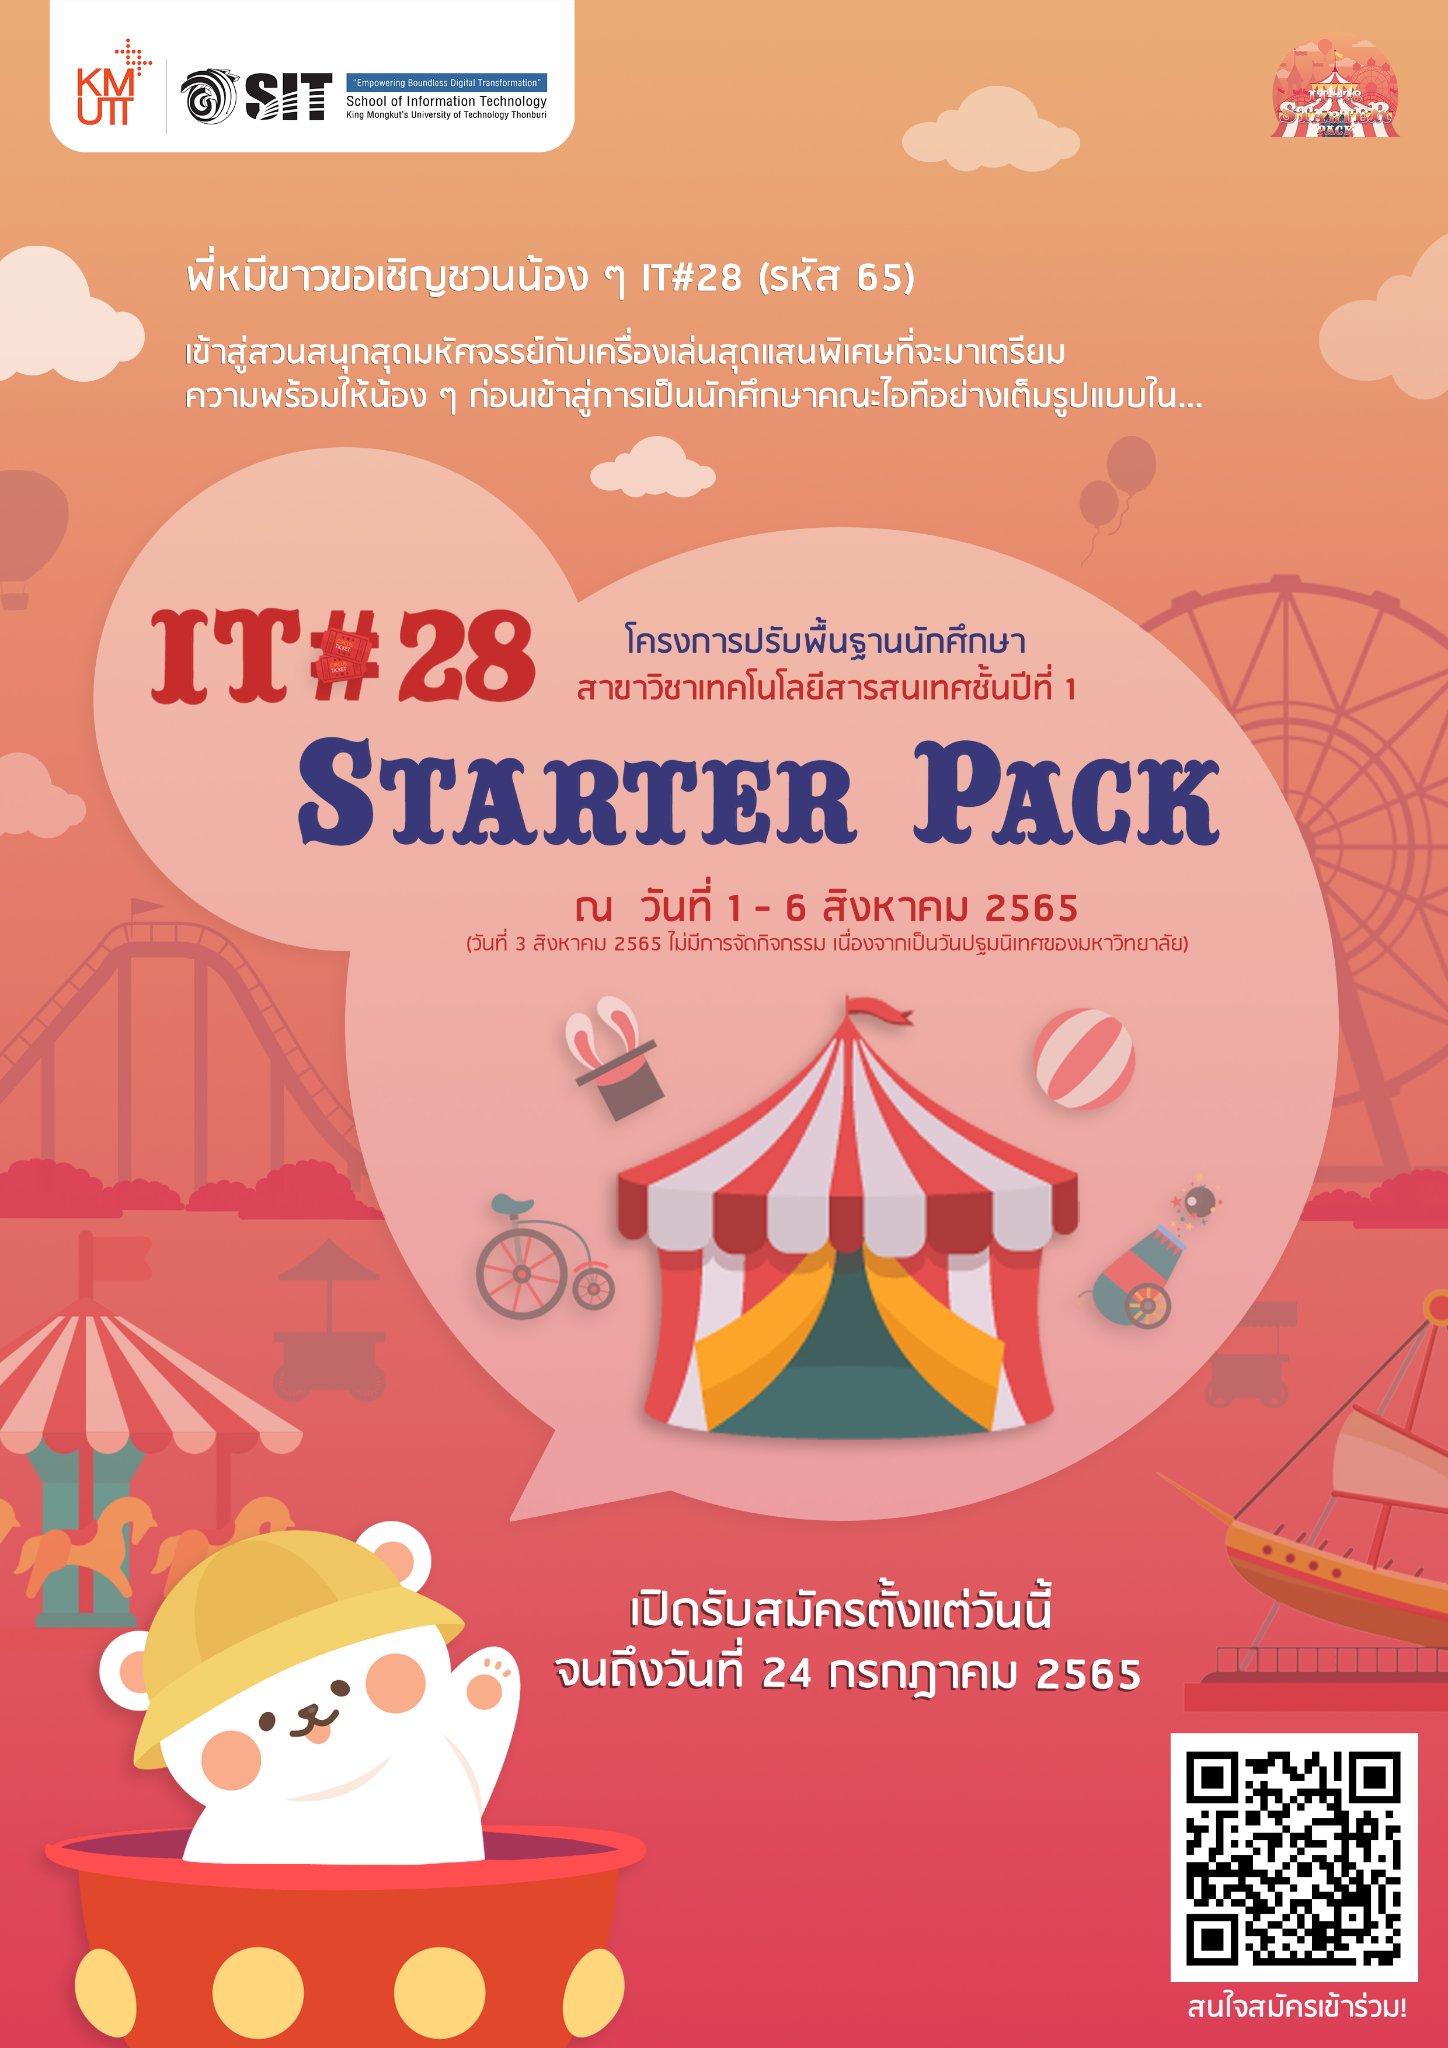 KM
UTT
SIT
"Empowering Boundless Digital Transformation"
School of Information Technology
King Mongkut's University of Technology Thonburi
IT#28
STARTER
PACK
พี่หมีขาวขอเชิญชวนน้อง ๆ IT#28 (รหัส 65)
เข้าสู่สวนสนุกสุดมหัศจรรย์กับเครื่องเล่นสุดแสนพิเศษที่จะมาเตรียม
ความพร้อมให้น้อง ๆ ก่อนเข้าสู่การเป็นนักศึกษาคณะไอทีอย่างเต็มรูปแบบใน...
IT#28
CIRCUS
TICKET
CIRCUS
TICKET
โครงการปรับพื้นฐานนักศึกษา
สาขาวิชาเทคโนโลยีสารสนเทศชั้นปีที่ 1
STARTER PACK
ณ วันที่ 1 - 6 สิงหาคม 2565
(วันที่ 3 สิงหาคม 2565 ไม่มีการจัดกิจกรรม เนื่องจากเป็นวันปฐมนิเทศของมหาวิทยาลัย)
เปิดรับสมัครตั้งแต่วันนี้
จนถึงวันที่ 24 กรกฎาคม 2565
สนใจสมัครเข้าร่วม!